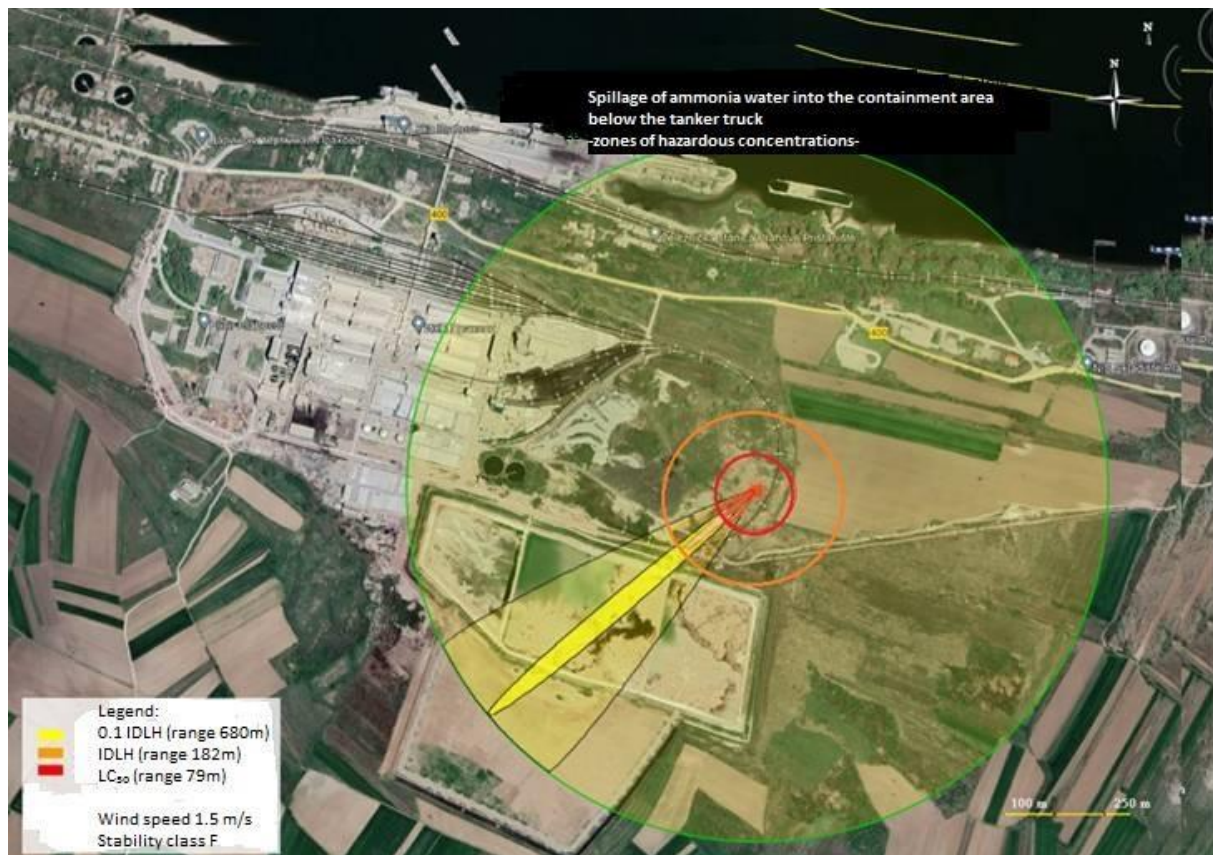 N
N
Spillage of ammonia water into the containment area
below the tanker truck
-zones of hazardous concentrations-
400
400
Legend:
0.1 IDLH (range 680m)
IDLH (range 182m)
LC₅₀ (range 79m)
Wind speed 1.5 m/s
Stability class F
100 m
250 m